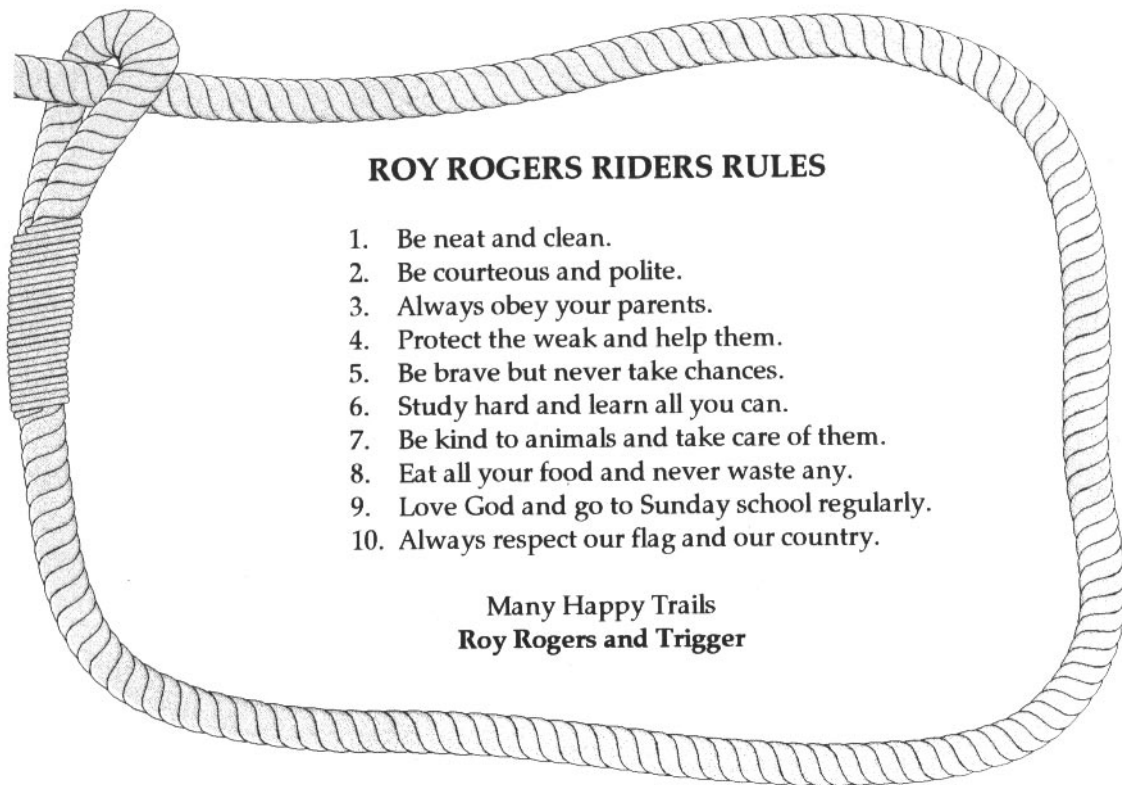 ROY ROGERS RIDERS RULES
1. Be neat and clean.
2. Be courteous and polite.
3. Always obey your parents.
4. Protect the weak and help them.
5. Be brave but never take chances.
6. Study hard and learn all you can.
7. Be kind to animals and take care of them.
8. Eat all your food and never waste any.
9. Love God and go to Sunday school regularly.
10. Always respect our flag and our country.
Many Happy Trails
Roy Rogers and Trigger